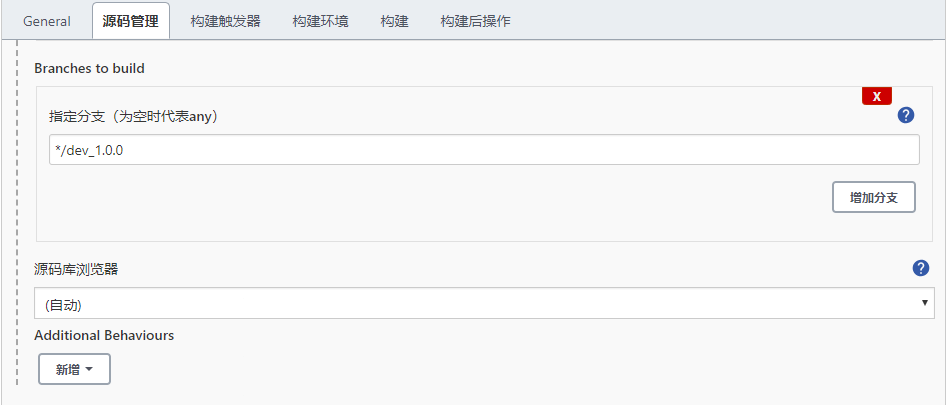 General 源码管理 构建触发器 构建环境 构建 构建后操作
Branches to build
X
指定分支（为空时代表any）
?
*/dev_1.0.0
增加分支
源码库浏览器
?
(自动)
Additional Behaviours
新增